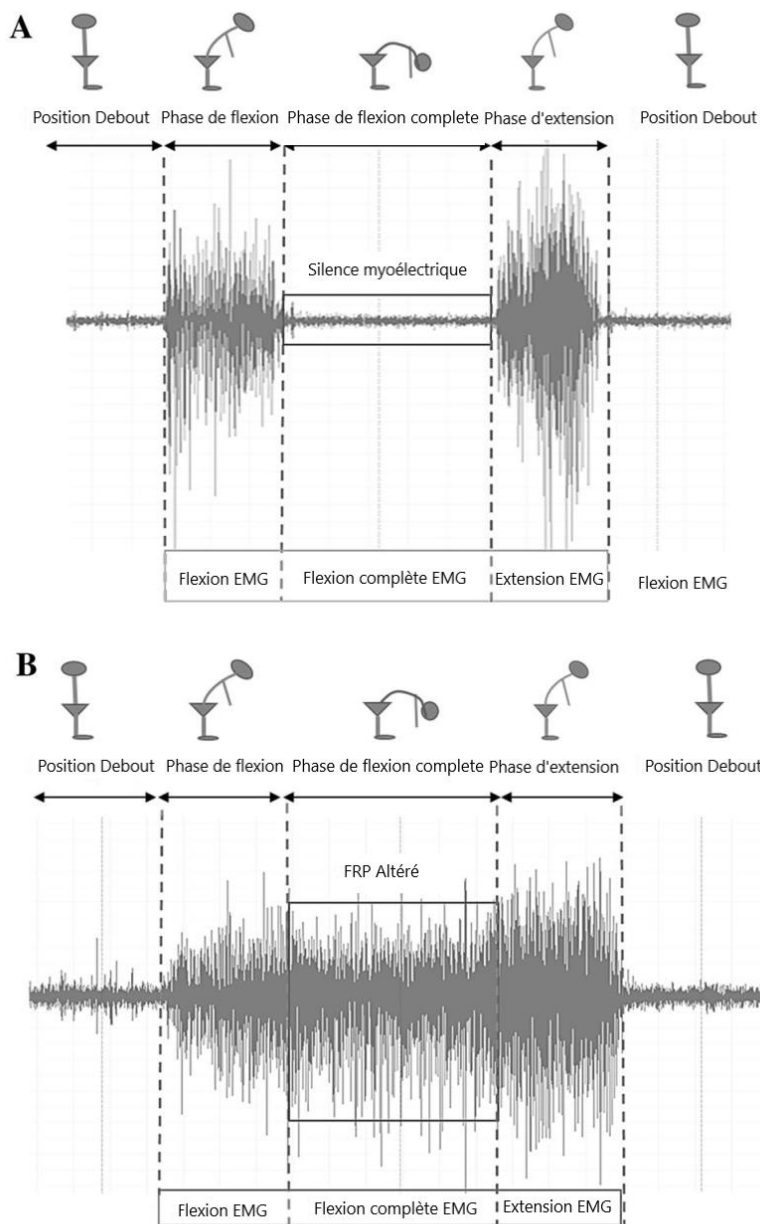 A
Position Debout Phase de flexion Phase de flexion complete Phase d'extension Position Debout
Silence myoélectrique
Flexion EMG Flexion complète EMG Extension EMG Flexion EMG
B
Position Debout Phase de flexion Phase de flexion complete Phase d'extension Position Debout
FRP Altéré
Flexion EMG Flexion complète EMG Extension EMG